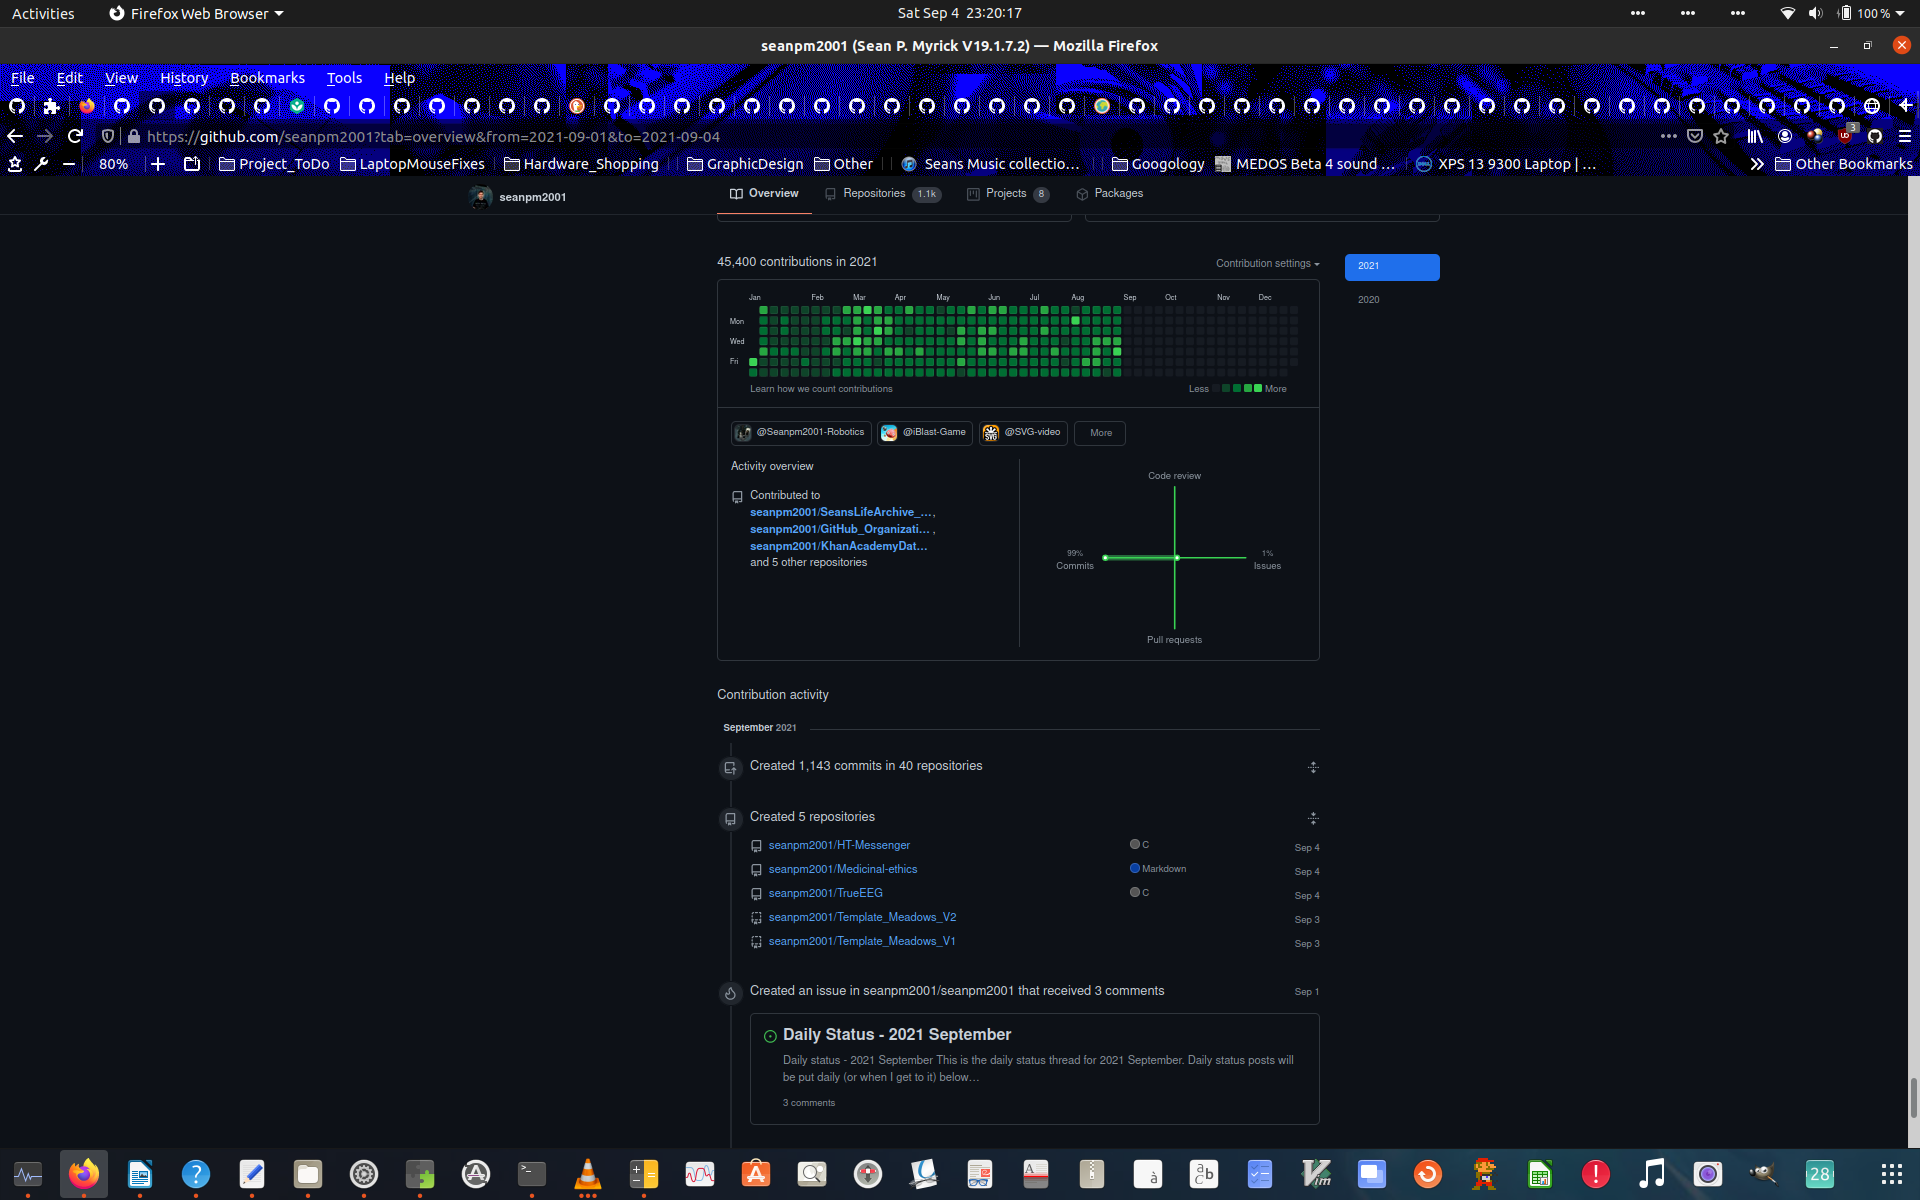 Activities
Firefox Web Browser
Sat Sep 4 23:20:17
100 %
seanpm2001 (Sean P. Myrick V19.1.7.2) — Mozilla Firefox
File Edit View History Bookmarks Tools Help
https://github.com/seanpm2001?tab=overview&from=2021-09-01&to=2021-09-04
3
80%
Project_ToDo
LaptopMouseFixes
Hardware_Shopping
GraphicDesign
Other
Seans Music collectio…
Googology
MEDOS Beta 4 sound …
XPS 13 9300 Laptop | …
Other Bookmarks
seanpm2001
Overview
Repositories 1.1k
Projects 8
Packages
45,400 contributions in 2021
Contribution settings
2021
2020
Jan Feb Mar Apr May Jun Jul Aug Sep Oct Nov Dec
Mon
Wed
Fri
Learn how we count contributions
Less More
@Seanpm2001-Robotics
@iBlast-Game
SVG
@SVG-video
More
Activity overview
Contributed to
seanpm2001/SeansLifeArchive_…,
seanpm2001/GitHub_Organizati… ,
seanpm2001/KhanAcademyDat…
and 5 other repositories
Code review
99%
Commits
1%
Issues
Pull requests
Contribution activity
September 2021
Created 1,143 commits in 40 repositories
Created 5 repositories
seanpm2001/HT-Messenger C Sep 4
seanpm2001/Medicinal-ethics Markdown Sep 4
seanpm2001/TrueEEG C Sep 4
seanpm2001/Template_Meadows_V2 Sep 3
seanpm2001/Template_Meadows_V1 Sep 3
Created an issue in seanpm2001/seanpm2001 that received 3 comments Sep 1
Daily Status - 2021 September
Daily status - 2021 September This is the daily status thread for 2021 September. Daily status posts will
be put daily (or when I get to it) below…
3 comments
28